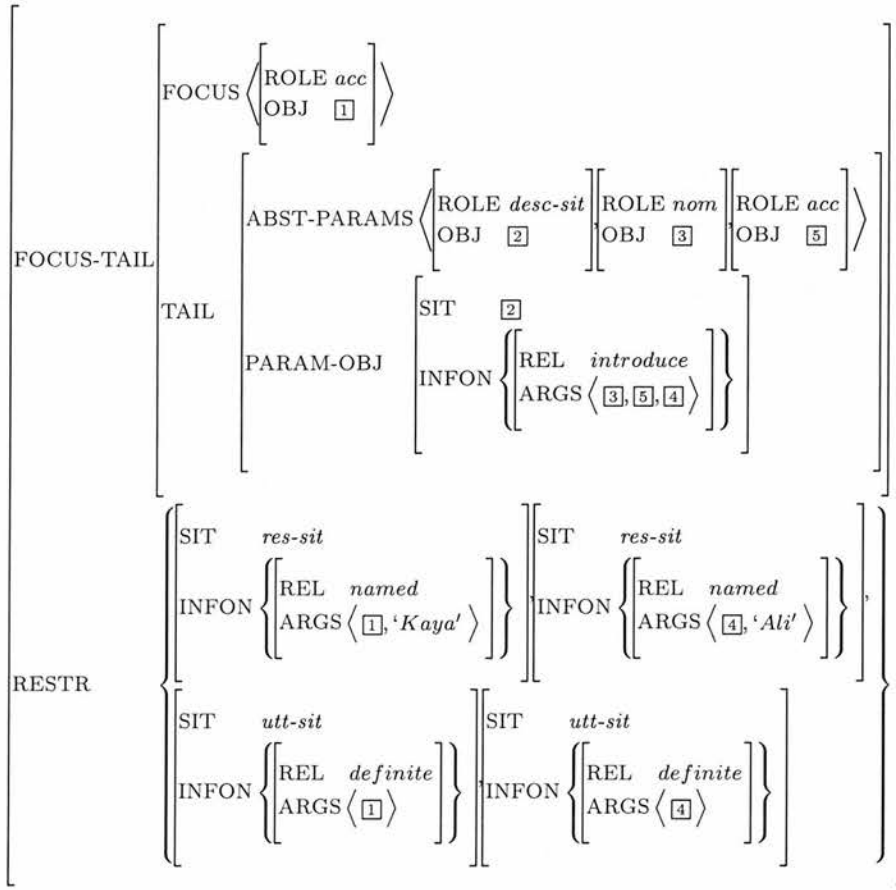 ROLE acc
FOCUS ⟨ OBJ 1 ⟩
ROLE desc-sit , ROLE nom , ROLE acc
ABST-PARAMS ⟨ OBJ 2 OBJ 3 OBJ 5 ⟩
FOCUS-TAIL
SIT 2
TAIL
REL introduce
PARAM-OBJ INFON { ARGS ⟨ 3 , 5 , 4 ⟩ }
SIT res-sit SIT res-sit
REL named REL named
INFON { ARGS ⟨ 1 , ‘Kaya’ ⟩ } , INFON { ARGS ⟨ 4 , ‘Ali’ ⟩ } ,
RESTR
SIT utt-sit SIT utt-sit
REL definite REL definite
INFON { ARGS ⟨ 1 ⟩ } , INFON { ARGS ⟨ 4 ⟩ }